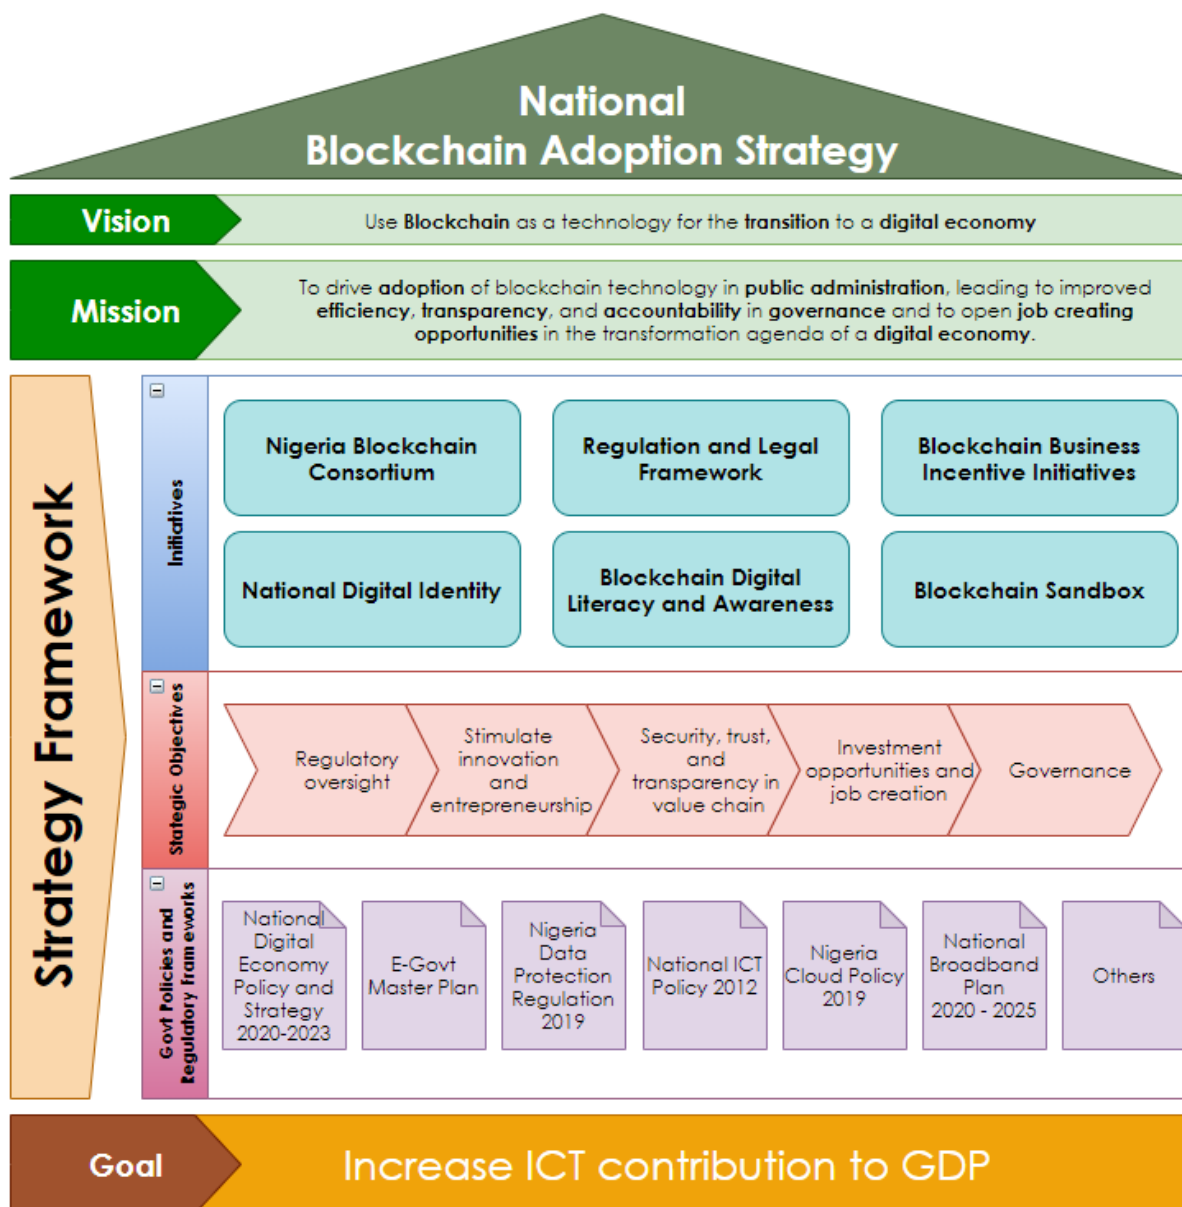 National
Blockchain Adoption Strategy
Vision
Use Blockchain as a technology for the transition to a digital economy
Mission
To drive adoption of blockchain technology in public administration, leading to improved
efficiency, transparency, and accountability in governance and to open job creating
opportunities in the transformation agenda of a digital economy.
Strategy Framework
Initiatives
Nigeria Blockchain
Consortium
Regulation and Legal
Framework
Blockchain Business
Incentive Initiatives
National Digital Identity
Blockchain Digital
Literacy and Awareness
Blockchain Sandbox
Stategic Objectives
Regulatory
oversight
Stimulate
innovation
and
entrepreneurship
Security, trust,
and
transparency in
value chain
Investment
opportunities and
job creation
Governance
Govt Policies and
Regulatory Frameworks
National
Digital
Economy
Policy and
Strategy
2020-2023
E-Govt
Master Plan
Nigeria
Data
Protection
Regulation
2019
National ICT
Policy 2012
Nigeria
Cloud Policy
2019
National
Broadband
Plan
2020 - 2025
Others
Goal
Increase ICT contribution to GDP